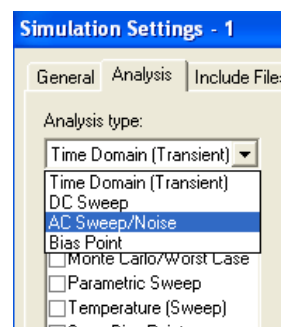 Simulation Settings - 1
General Analysis Include File
Analysis type:
Time Domain (Transient)
Time Domain (Transient)
DC Sweep
AC Sweep/Noise
Bias Point
Monte Carlo/Worst Case
Parametric Sweep
Temperature (Sweep)